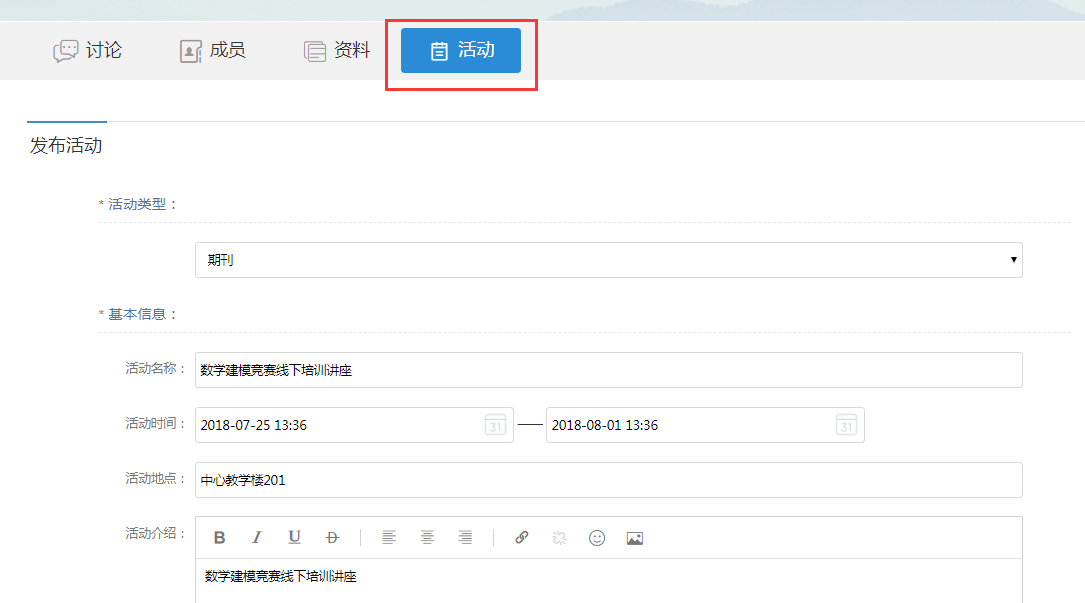 讨论 成员 资料 活动
发布活动
* 活动类型：
期刊
* 基本信息：
活动名称： 数学建模竞赛线下培训讲座
活动时间： 2018-07-25 13:36 31 —— 2018-08-01 13:36 31
活动地点： 中心教学楼201
活动介绍： B I U D
数学建模竞赛线下培训讲座